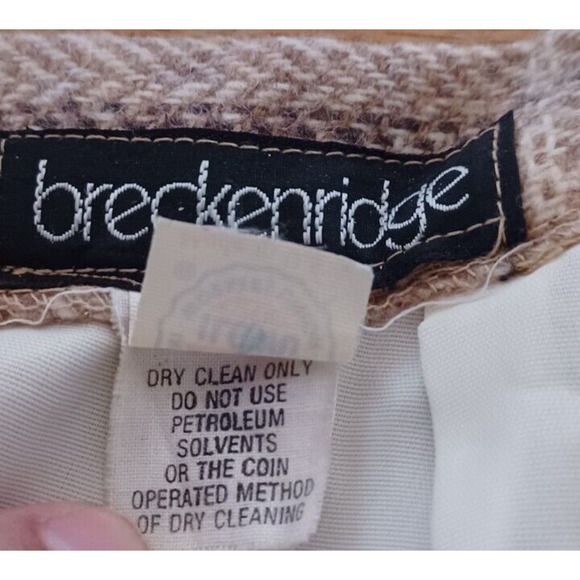 breckenridge
DRY CLEAN ONLY
DO NOT USE
PETROLEUM
SOLVENTS
OR THE COIN
OPERATED METHOD
OF DRY CLEANING